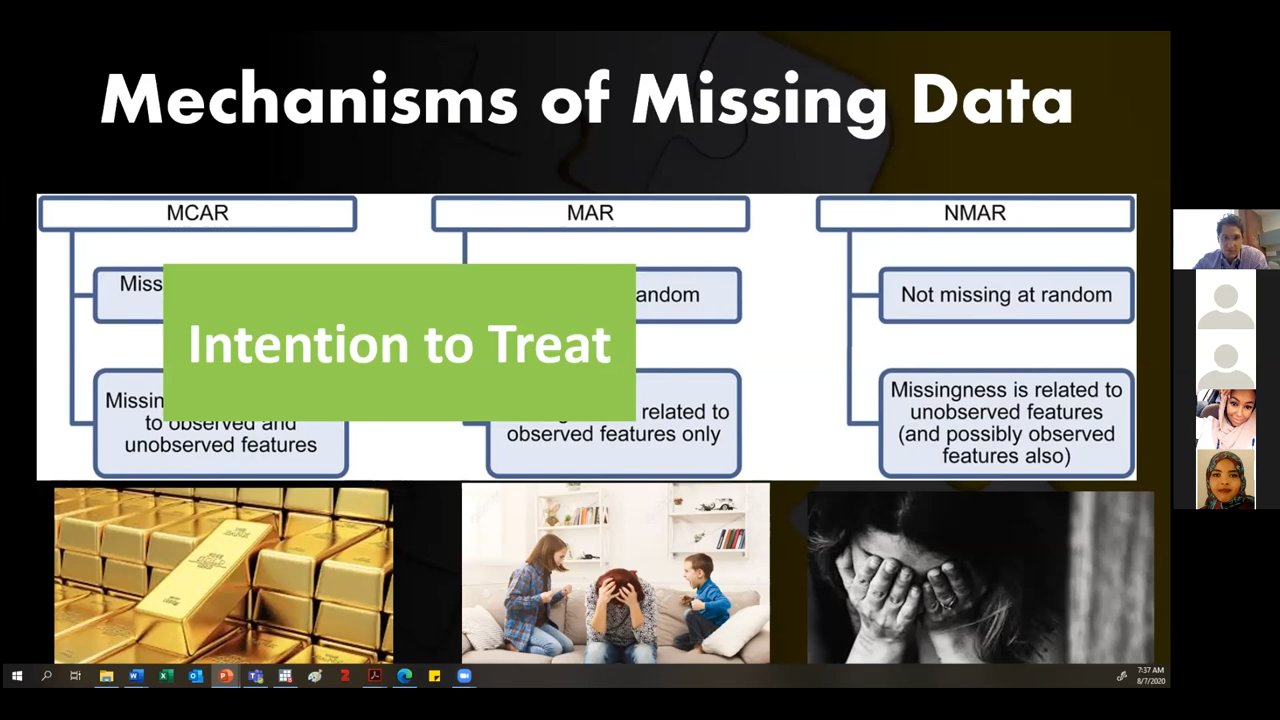 Mechanisms of Missing Data
MCAR
MAR
NMAR
Miss
andom
Not missing at random
Intention to Treat
Missin
to observed and
unobserved features
related to
observed features only
Missingness is related to
unobserved features
(and possibly observed
features also)
7:37 AM
8/7/2020